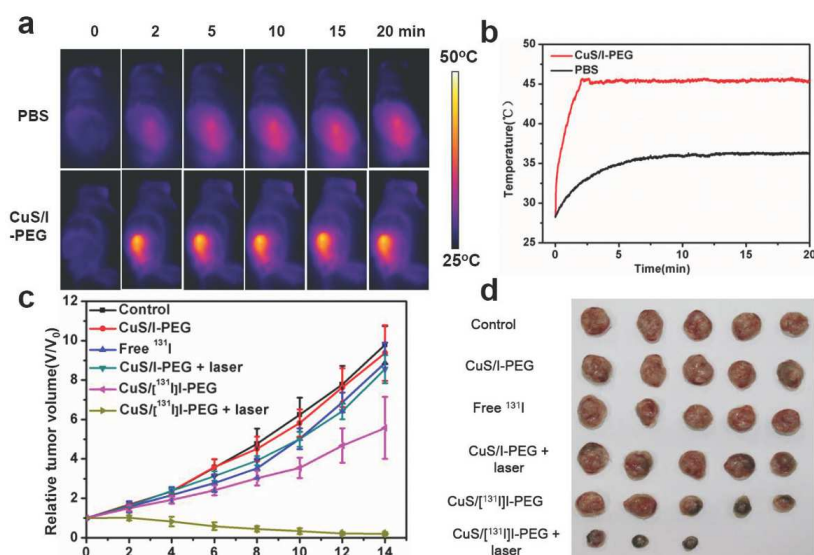 a
0 2 5 10 15 20 min
PBS
CuS/I
-PEG
50°C
25°C
b
CuS/I-PEG
PBS
50
45
40
35
30
25
Temperature(℃)
0 5 10 15 20
Time(min)
c
Control
CuS/I-PEG
Free ¹³¹I
CuS/I-PEG + laser
CuS/[¹³¹I]I-PEG
CuS/[¹³¹I]I-PEG + laser
12
10
8
6
4
2
0
Relative tumor volume(V/V₀)
0 2 4 6 8 10 12 14
d
Control
CuS/I-PEG
Free ¹³¹I
CuS/I-PEG +
laser
CuS/[¹³¹I]I-PEG
CuS/[¹³¹I]I-PEG +
laser